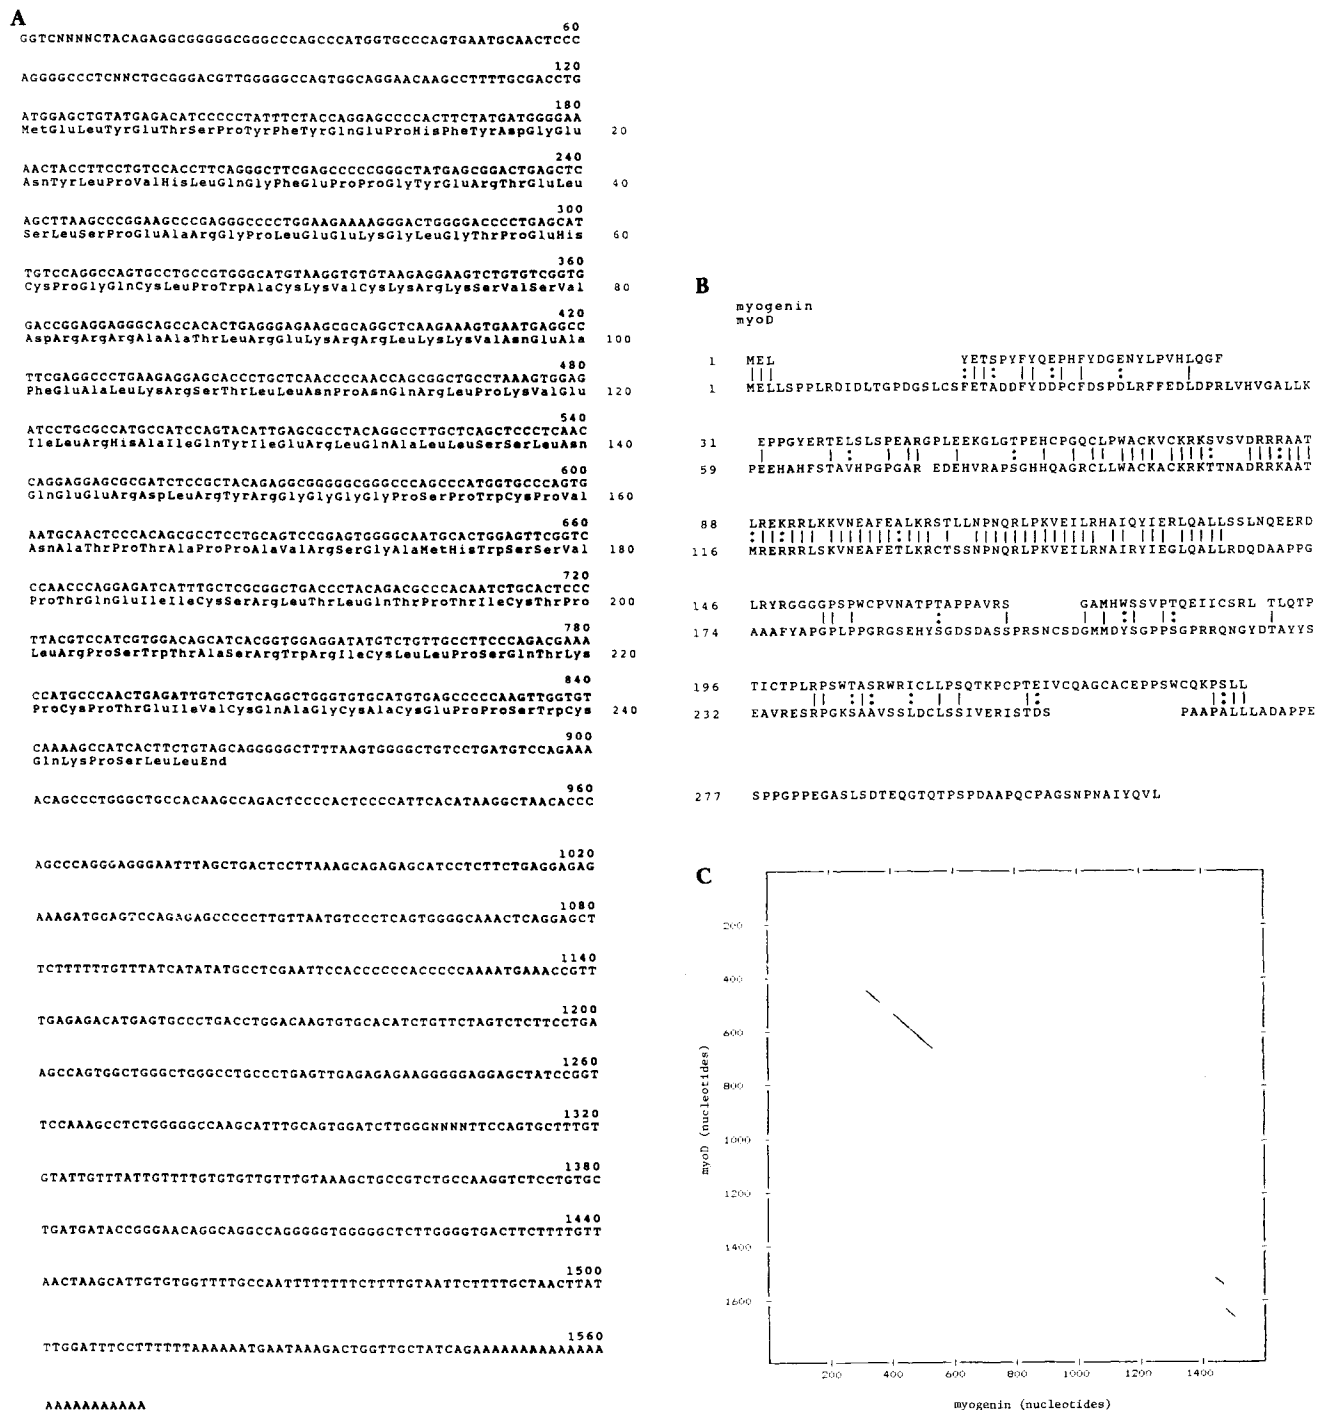 A
60
GGTCNNNNCTACAGAGGCGGGGGCGGGCCCAGCCCATGGTGCCCAGTGAATGCAACTCCC
120
AGGGGCCCTCNNCTGCGGGACGTTGGGGGCCAGTGGCAGGAACAAGCCTTTTGCGACCTG
180
ATGGAGCTGTATGAGACATCCCCCTATTTCTACCAGGAGCCCCACTTCTATGATGGGGAA
MetGluLeuTyrGluThrSerProTyrPheTyrGlnGluProHisPheTyrAspGlyGlu 20
240
AACTACCTTCCTGTCCACCTTCAGGGCTTCGAGCCCCCGGGCTATGAGCGGACTGAGCTC
AsnTyrLeuProValHisLeuGlnGlyPheGluProProGlyTyrGluArgThrGluLeu 40
300
AGCTTAAGCCCGGAAGCCCGAGGGCCCCTGGAAGAAAAGGGACTGGGGACCCCTGAGCAT
SerLeuSerProGluAlaArgGlyProLeuGluGluLysGlyLeuGlyThrProGluHis 60
360
TGTCCAGGCCAGTGCCTGCCGTGGGCATGTAAGGTGTGTAAGAGGAAGTCTGTGTCGGTG
CysProGlyGlnCysLeuProTrpAlaCysLysValCysLysArgLysSerValSerVal 80
420
GACCGGAGGAGGGCAGCCACACTGAGGGAGAAGCGCAGGCTCAAGAAAGTGAATGAGGCC
AspArgArgArgAlaAlaThrLeuArgGluLysArgArgLeuLysLysValAsnGluAla 100
480
TTCGAGGCCCTGAAGAGGAGCACCCTGCTCAACCCCAACCAGCGGCTGCCTAAAGTGGAG
PheGluAlaLeuLysArgSerThrLeuLeuAsnProAsnGlnArgLeuProLysValGlu 120
540
ATCCTGCGCCATGCCATCCAGTACATTGAGCGCCTACAGGCCTTGCTCAGCTCCCTCAAC
IleLeuArgHisAlaIleGlnTyrIleGluArgLeuGlnAlaLeuLeuSerSerLeuAsn 140
600
CAGGAGGAGCGCGATCTCCGCTACAGAGGCGGGGGCGGGCCCAGCCCATGGTGCCCAGTG
GlnGluGluArgAspLeuArgTyrArgGlyGlyGlyGlyProSerProTrpCysProVal 160
660
AATGCAACTCCCACAGCGCCTCCTGCAGTCCGGAGTGGGGCAATGCACTGGAGTTCGGTC
AsnAlaThrProThrAlaProProAlaValArgSerGlyAlaMetHisTrpSerSerVal 180
720
CCAACCCAGGAGATCATTTGCTCGCGGCTGACCCTACAGACGCCCACAATCTGCACTCCC
ProThrGlnGluIleIleCysSerArgLeuThrLeuGlnThrProThrIleCysThrPro 200
780
TTACGTCCATCGTGGACAGCATCACGGTGGAGGATATGTCTGTTGCCTTCCCAGACGAAA
LeuArgProSerTrpThrAlaSerArgTrpArgIleCysLeuLeuProSerGlnThrLys 220
840
CCATGCCCAACTGAGATTGTCTGTCAGGCTGGGTGTGCATGTGAGCCCCCAAGTTGGTGT
ProCysProThrGluIleValCysGlnAlaGlyCysAlaCysGluProProSerTrpCys 240
900
CAAAAGCCATCACTTCTGTAGCAGGGGGCTTTTAAGTGGGGCTGTCCTGATGTCCAGAAA
GlnLysProSerLeuLeuEnd
960
ACAGCCCTGGGCTGCCACAAGCCAGACTCCCCACTCCCCATTCACATAAGGCTAACACCC
1020
AGCCCAGGGAGGGAATTTAGCTGACTCCTTAAAGCAGAGAGCATCCTCTTCTGAGGAGAG
1080
AAAGATGGAGTCCAGAGAGCCCCCTTGTTAATGTCCCTCAGTGGGGCAAACTCAGGAGCT
1140
TCTTTTTTGTTTATCATATATGCCTCGAATTCCACCCCCCACCCCCAAAATGAAACCGTT
1200
TGAGAGACATGAGTGCCCTGACCTGGACAAGTGTGCACATCTGTTCTAGTCTCTTCCTGA
1260
AGCCAGTGGCTGGGCTGGGCCTGCCCTGAGTTGAGAGAGAAGGGGGAGGAGCTATCCGGT
1320
TCCAAAGCCTCTGGGGGCCAAGCATTTGCAGTGGATCTTGGGNNNNTTCCAGTGCTTTGT
1380
GTATTGTTTATTGTTTTGTGTGTTGTTTGTAAAGCTGCCGTCTGCCAAGGTCTCCTGTGC
1440
TGATGATACCGGGAACAGGCAGGCCAGGGGGTGGGGGCTCTTGGGGTGACTTCTTTTGTT
1500
AACTAAGCATTGTGTGGTTTTGCCAATTTTTTTTCTTTTGTAATTCTTTTGCTAACTTAT
1560
TTGGATTTCCTTTTTTAAAAAATGAATAAAGACTGGTTGCTATCAGAAAAAAAAAAAAAA
AAAAAAAAAAA
B
myogenin
myoD
1 MEL YETSPYFYQEPHFYDGENYLPVHLQGF
1 MELLSPPLRDIDLTGPDGSLCSFETADDFYDDPCFDSPDLRFFEDLDPRLVHVGALLK
31 EPPGYERTELSLSPEARGPLEEKGLGTPEHCPGQCLPWACKVCKRKSVSVDRRRAAT
59 PEEHAHFSTAVHPGPGAR EDEHVRAPSGHHQAGRCLLWACKACKRKTTNADRRKAAT
88 LREKRRLKKVNEAFEALKRSTLLNPNQRLPKVEILRHAIQYIERLQALLSSLNQEERD
116 MRERRRLSKVNEAFETLKRCTSSNPNQRLPKVEILRNAIRYIEGLQALLRDQDAAPPG
146 LRYRGGGGPSPWCPVNATPTAPPAVRS GAMHWSSVPTQEIICSRL TLQTP
174 AAAFYAPGPLPPGRGSEHYSGDSDASSPRSNCSDGMMDYSGPPSGPRRQNGYDTAYYS
196 TICTPLRPSWTASRWRICLLPSQTKPCPTEIVCQAGCACEPPSWCQKPSLL
232 EAVRESRPGKSAAVSSLDCLSSIVERISTDS PAAPALLLADAPPE
277 SPPGPPEGASLSDTEQGTQTPSPDAAPQCPAGSNPNAIYQVL
C
200
400
600
800
1000
1200
1400
1600
myoD (nucleotides)
200 400 600 800 1000 1200 1400
myogenin (nucleotides)